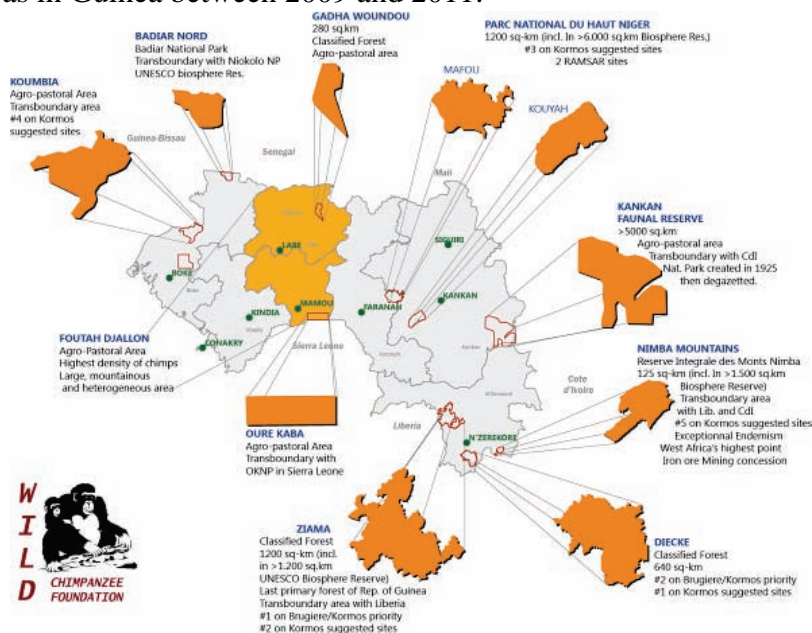 as in Guinea between 2009 and 2011.
GADHA WOUNDOU
280 sq.km
Classified Forest
Agro-pastoral area
PARC NATIONAL DU HAUT NIGER
1200 sq-km (incl. In >6.000 sq.km Biosphere Res.)
#3 on Kormos suggested sites
2 RAMSAR sites
BADIAR NORD
Badiar National Park
Transboundary with Niokolo NP
UNESCO biosphere Res.
MAFOU
KOUYAH
KOUMBIA
Agro-pastoral Area
Transboundary area
#4 on Kormos
suggested sites
Guinea-Bissau
Senegal
Mali
KANKAN
FAUNAL RESERVE
>5000 sq.km
Agro-pastoral area
Transboundary with CdI
Nat. Park created in 1925
then degazetted.
SIGUIRI
LABE
BOKE
KANKAN
FARANAH
MAMOU
KINDIA
CONAKRY
Sierra Leone
FOUTAH DJALLON
Agro-Pastoral Area
Highest density of chimps
Large, mountainous
and heterogeneous area
NIMBA MOUNTAINS
Reserve Integrale des Monts Nimba
125 sq-km (incl. In >1.500 sq.km
Biosphere Reserve)
Transboundary area
with Lib. and CdI
#5 on Kormos suggested sites
Exceptionnal Endemism
West Africa's highest point
Iron ore Mining concession
Cote
d'Ivoire
Liberia
N'ZEREKORE
OURE KABA
Agro-pastoral Area
Transboundary with
OKNP in Sierra Leone
ZIAMA
Classified Forest
1200 sq-km (incl.
in >1.200 sq.km
UNESCO Biosphere Reserve)
Last primary forest of Rep. of Guinea
Transboundary area with Liberia
#1 on Brugiere/Kormos priority
#2 on Kormos suggested sites
DIECKE
Classified Forest
640 sq-km
#2 on Brugiere/Kormos priority
#1 on Kormos suggested sites
WILD
CHIMPANZEE
FOUNDATION